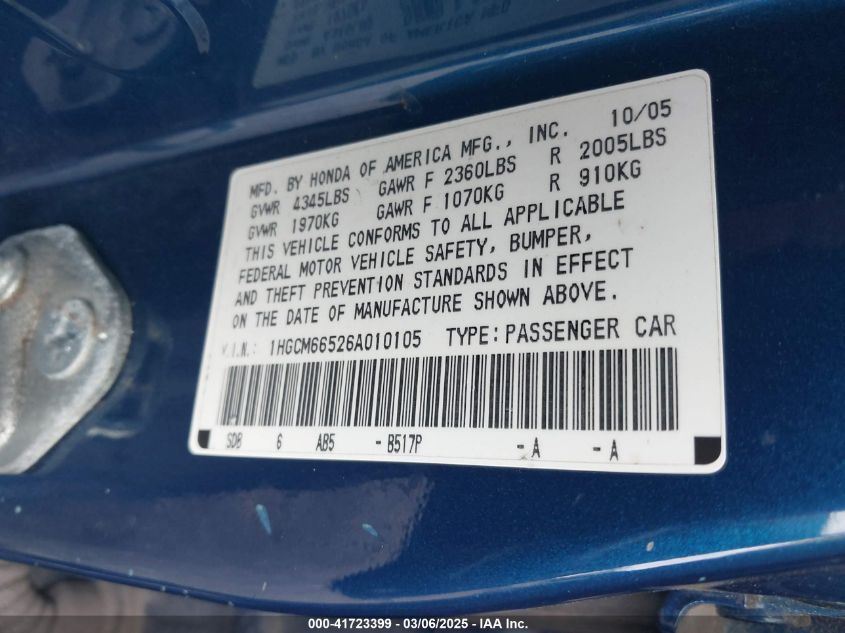 MFD. BY HONDA OF AMERICA MFG., INC. 10/05
GVWR 4345LBS GAWR F 2360LBS R 2005LBS
GVWR 1970KG GAWR F 1070KG R 910KG
THIS VEHICLE CONFORMS TO ALL APPLICABLE
FEDERAL MOTOR VEHICLE SAFETY, BUMPER,
AND THEFT PREVENTION STANDARDS IN EFFECT
ON THE DATE OF MANUFACTURE SHOWN ABOVE.
V.I.N.: 1HGCM66526A010105 TYPE: PASSENGER CAR
SDB 6 AB5 - B517P - A - A
000-41723399 / 03/06/2025 / IAA Inc.